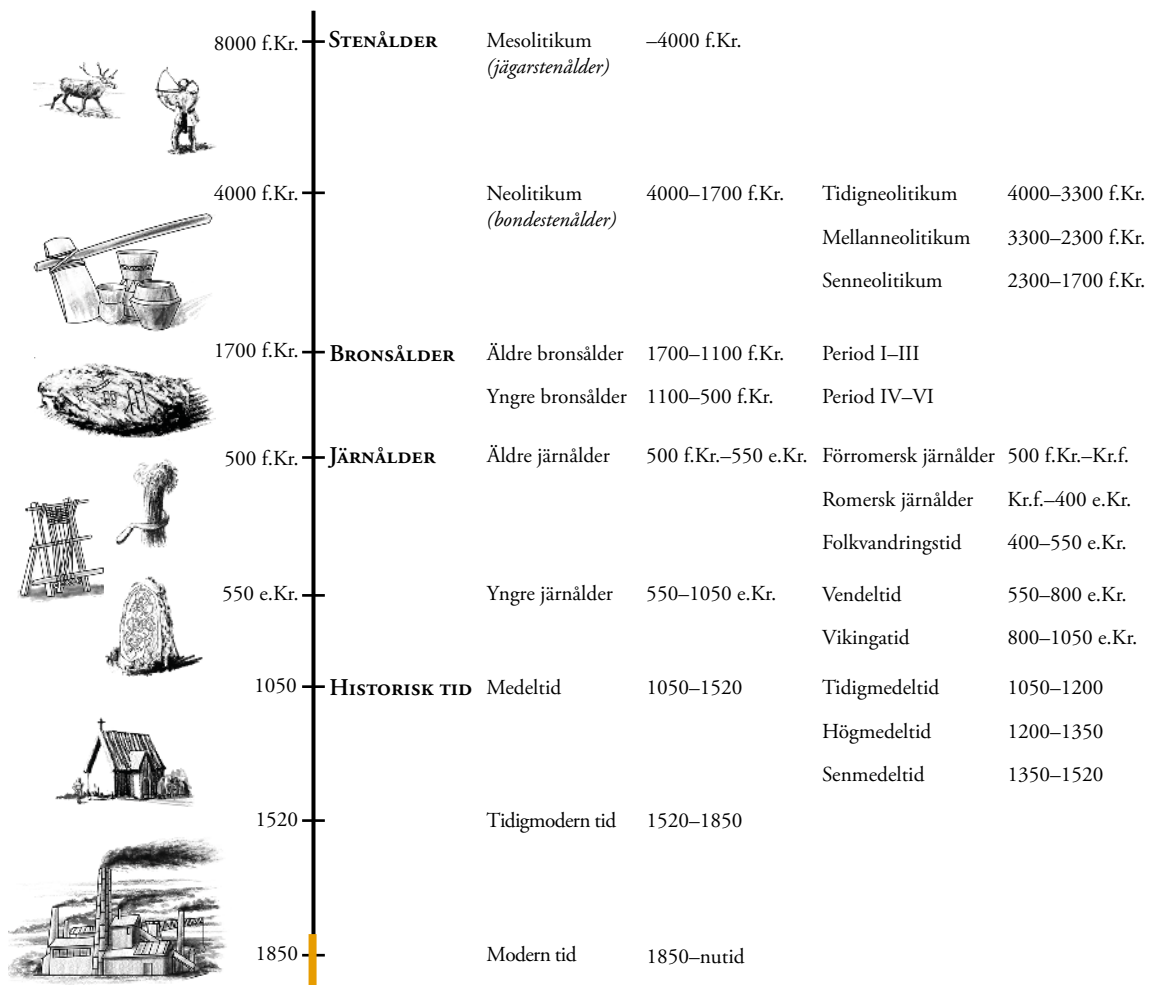 8000 f.Kr. STENÅLDER Mesolitikum –4000 f.Kr.
(jägarstenålder)
4000 f.Kr. Neolitikum 4000–1700 f.Kr. Tidigneolitikum 4000–3300 f.Kr.
(bondestenålder)
Mellanneolitikum 3300–2300 f.Kr.
Senneolitikum 2300–1700 f.Kr.
1700 f.Kr. BRONSÅLDER Äldre bronsålder 1700–1100 f.Kr. Period I–III
Yngre bronsålder 1100–500 f.Kr. Period IV–VI
500 f.Kr. JÄRNÅLDER Äldre järnålder 500 f.Kr.–550 e.Kr. Förromersk järnålder 500 f.Kr.–Kr.f.
Romersk järnålder Kr.f.–400 e.Kr.
Folkvandringstid 400–550 e.Kr.
550 e.Kr. Yngre järnålder 550–1050 e.Kr. Vendeltid 550–800 e.Kr.
Vikingatid 800–1050 e.Kr.
1050 HISTORISK TID Medeltid 1050–1520 Tidigmedeltid 1050–1200
Högmedeltid 1200–1350
Senmedeltid 1350–1520
1520 Tidigmodern tid 1520–1850
1850 Modern tid 1850–nutid